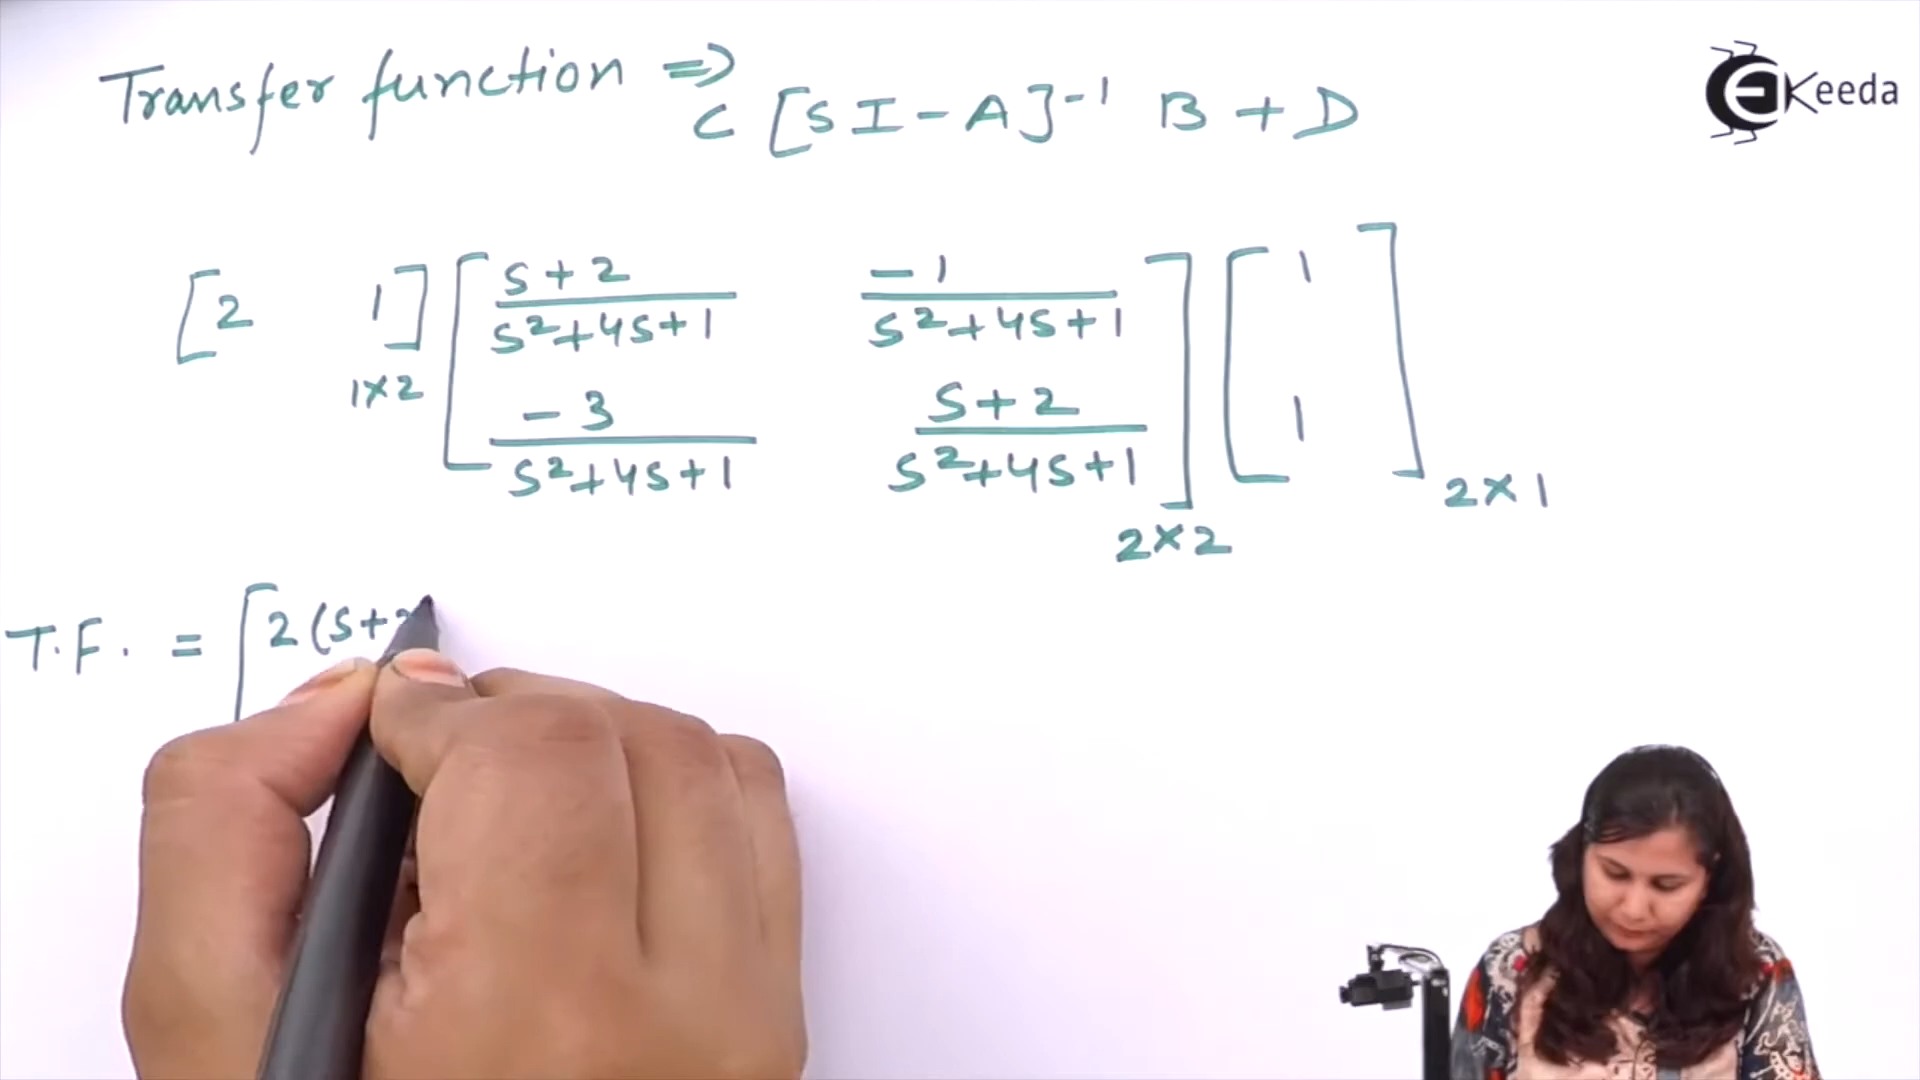 Transfer function ⇒
C [SI-A]⁻¹ B + D
Keeda
[2 1] [ s+2 / s²+4s+1 -1 / s²+4s+1 ] [ 1
-3 / s²+4s+1 s+2 / s²+4s+1 1 ]
1×2 2×2 2×1
T.F. = [ 2 (s+